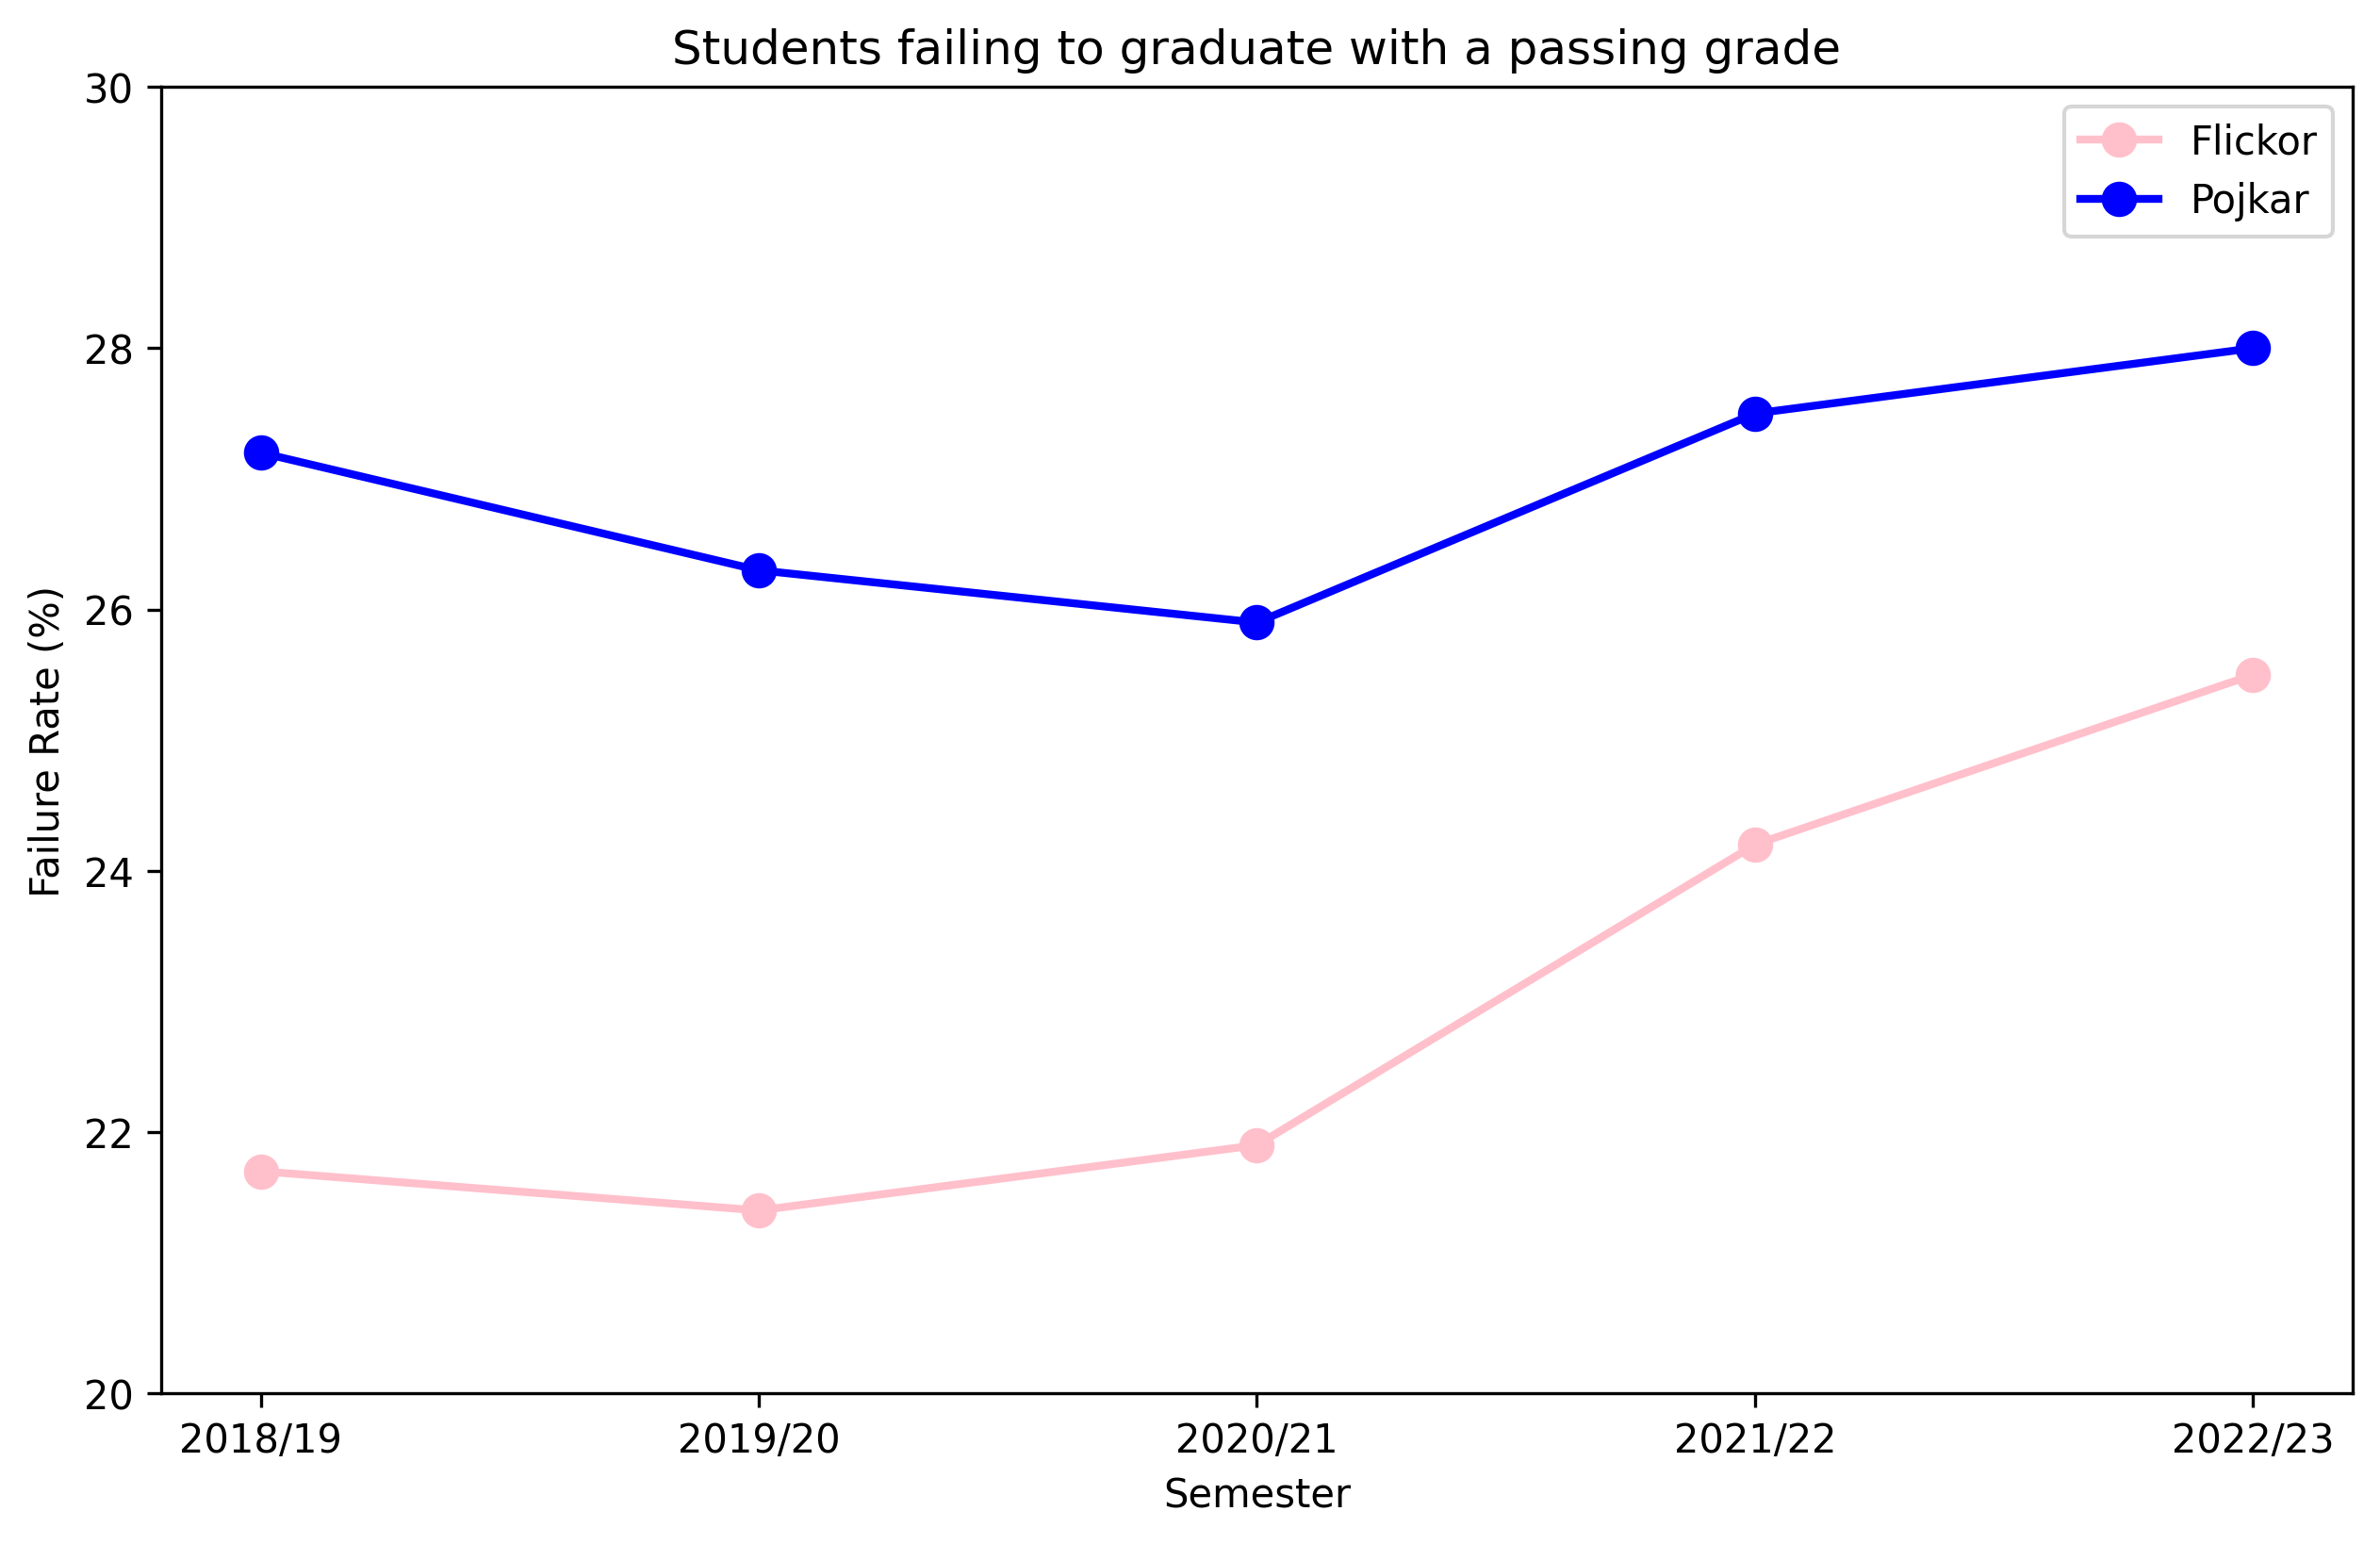 Students failing to graduate with a passing grade
30
28
26
24
22
20
Failure Rate (%)
Flickor
Pojkar
2018/19 2019/20 2020/21 2021/22 2022/23
Semester